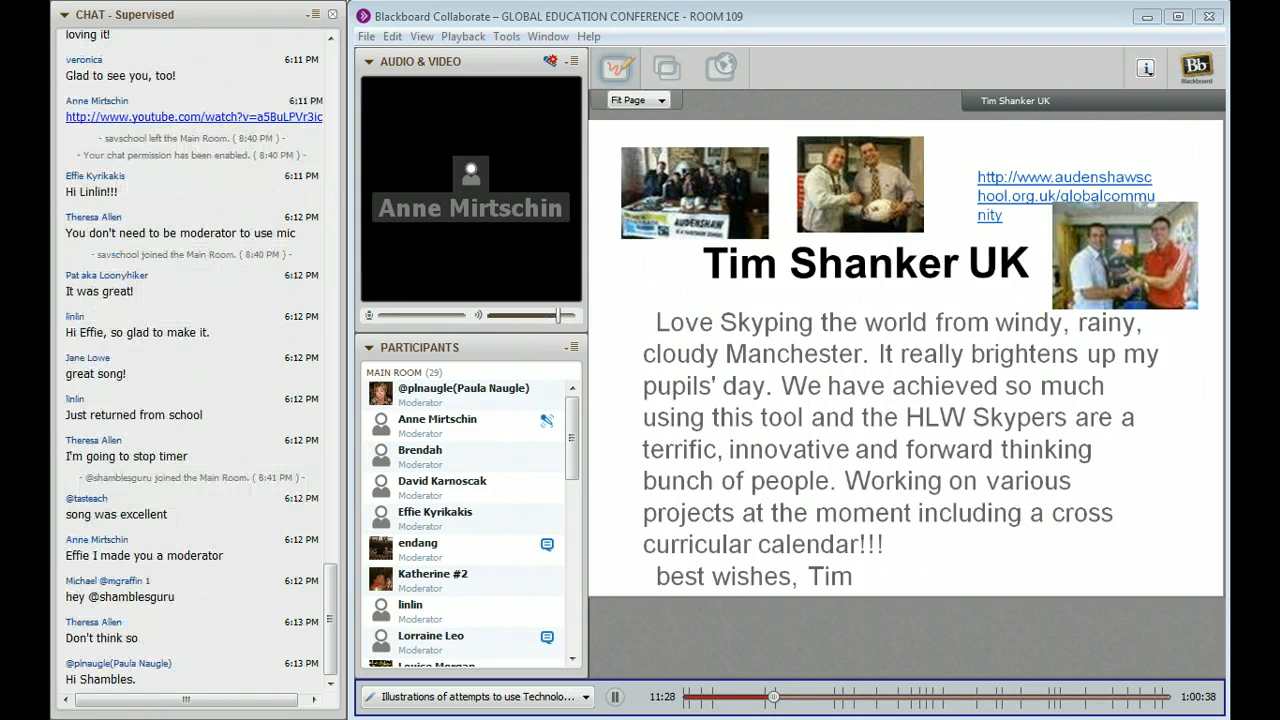 CHAT - Supervised
loving it!
veronica 6:11 PM
Glad to see you, too!
Anne Mirtschin 6:11 PM
http://www.youtube.com/watch?v=a5BuLPVr3ic
- savschool left the Main Room. ( 8:40 PM ) -
- Your chat permission has been enabled. ( 8:40 PM ) -
Effie Kyrikakis 6:11 PM
Hi Linlin!!!
Theresa Allen 6:12 PM
You don't need to be moderator to use mic
- savschool joined the Main Room. ( 8:40 PM ) -
Pat aka Loonyhiker 6:12 PM
It was great!
linlin 6:12 PM
Hi Effie, so glad to make it.
Jane Lowe 6:12 PM
great song!
linlin 6:12 PM
Just returned from school
Theresa Allen 6:12 PM
I'm going to stop timer
- @shamblesguru joined the Main Room. ( 8:41 PM ) -
@tasteach 6:12 PM
song was excellent
Anne Mirtschin 6:12 PM
Effie I made you a moderator
Michael @mgraffin 1 6:12 PM
hey @shamblesguru
Theresa Allen 6:13 PM
Don't think so
@plnaugle(Paula Naugle) 6:13 PM
Hi Shambles.
Blackboard Collaborate – GLOBAL EDUCATION CONFERENCE - ROOM 109
File Edit View Playback Tools Window Help
AUDIO & VIDEO
Anne Mirtschin
PARTICIPANTS
MAIN ROOM (29)
@plnaugle(Paula Naugle)
Moderator
Anne Mirtschin
Moderator
Brendah
Moderator
David Karnoscak
Moderator
Effie Kyrikakis
Moderator
endang
Moderator
Katherine #2
Moderator
linlin
Moderator
Lorraine Leo
Moderator
Louise Morgan
Bb
Blackboard
Fit Page
Tim Shanker UK
AUDENSHAW
http://www.audenshawsc
hool.org.uk/globalcommu
nity
Tim Shanker UK
Love Skyping the world from windy, rainy,
cloudy Manchester. It really brightens up my
pupils' day. We have achieved so much
using this tool and the HLW Skypers are a
terrific, innovative and forward thinking
bunch of people. Working on various
projects at the moment including a cross
curricular calendar!!!
best wishes, Tim
Illustrations of attempts to use Technolo... 11:28 1:00:38